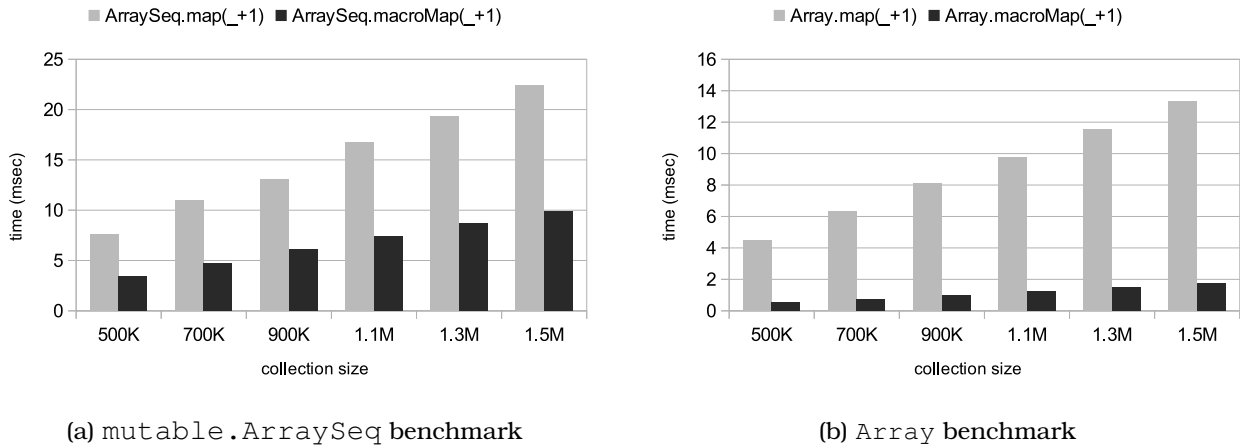 ArraySeq.map(_+1) ArraySeq.macroMap(_+1)
25
20
15
10
5
0
time (msec)
500K 700K 900K 1.1M 1.3M 1.5M
collection size
(a) mutable.ArraySeq benchmark
Array.map(_+1) Array.macroMap(_+1)
16
14
12
10
8
6
4
2
0
time (msec)
500K 700K 900K 1.1M 1.3M 1.5M
collection size
(b) Array benchmark